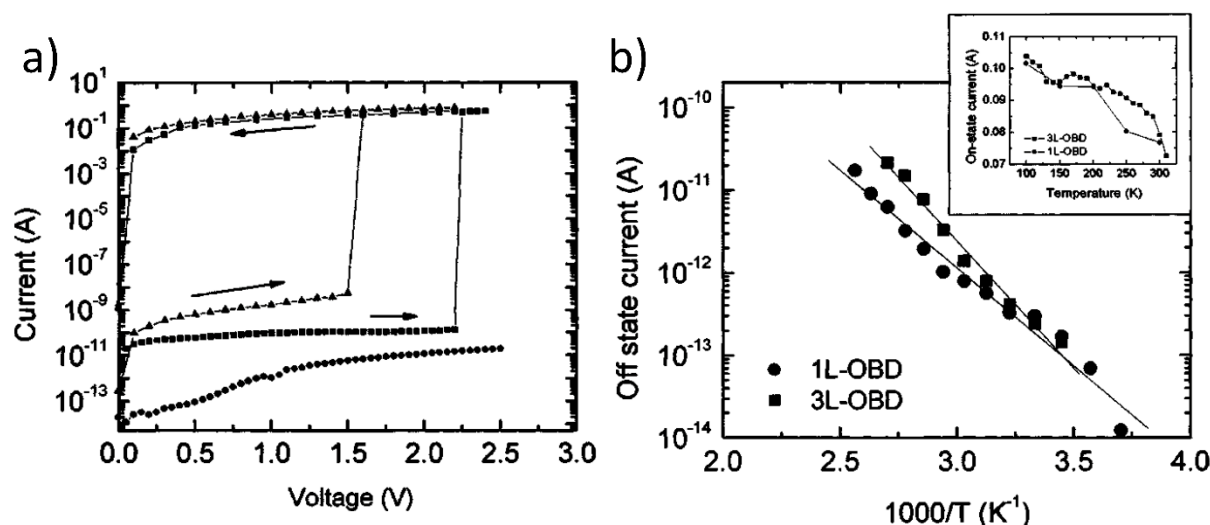 a)
10^1
10^-1
10^-3
10^-5
10^-7
10^-9
10^-11
10^-13
Current (A)
0.0 0.5 1.0 1.5 2.0 2.5 3.0
Voltage (V)
b)
10^-10
10^-11
10^-12
10^-13
10^-14
Off state current (A)
1L-OBD
3L-OBD
2.0 2.5 3.0 3.5 4.0
1000/T (K^-1)
0.11
0.10
0.09
0.08
0.07
On-state current (A)
3L-OBD
1L-OBD
100 150 200 250 300
Temperature (K)